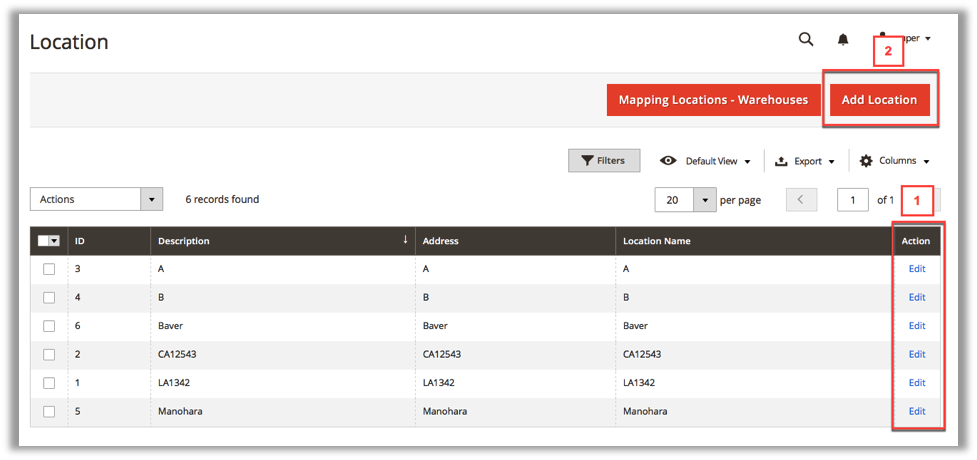 Location
2
Mapping Locations - Warehouses
Add Location
Filters
Default View
Export
Columns
Actions
6 records found
20
per page
1
of 1
1
ID Description Address Location Name Action
3 A A A Edit
4 B B B Edit
6 Baver Baver Baver Edit
2 CA12543 CA12543 CA12543 Edit
1 LA1342 LA1342 LA1342 Edit
5 Manohara Manohara Manohara Edit